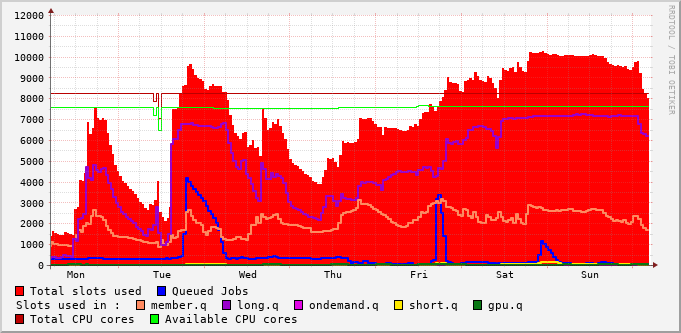 12000
11000
10000
9000
8000
7000
6000
5000
4000
3000
2000
1000
0
Mon Tue Wed Thu Fri Sat Sun
RRDTOOL / TOBI OETIKER
Total slots used Queued Jobs
Slots used in : member.q long.q ondemand.q short.q gpu.q
Total CPU cores Available CPU cores